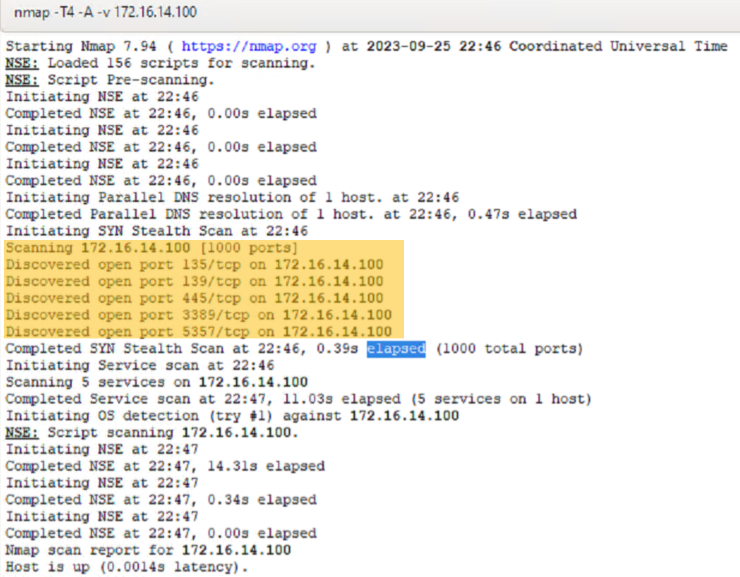 nmap -T4 -A -v 172.16.14.100
Starting Nmap 7.94 ( https://nmap.org ) at 2023-09-25 22:46 Coordinated Universal Time
NSE: Loaded 156 scripts for scanning.
NSE: Script Pre-scanning.
Initiating NSE at 22:46
Completed NSE at 22:46, 0.00s elapsed
Initiating NSE at 22:46
Completed NSE at 22:46, 0.00s elapsed
Initiating NSE at 22:46
Completed NSE at 22:46, 0.00s elapsed
Initiating Parallel DNS resolution of 1 host. at 22:46
Completed Parallel DNS resolution of 1 host. at 22:46, 0.47s elapsed
Initiating SYN Stealth Scan at 22:46
Scanning 172.16.14.100 [1000 ports]
Discovered open port 135/tcp on 172.16.14.100
Discovered open port 139/tcp on 172.16.14.100
Discovered open port 445/tcp on 172.16.14.100
Discovered open port 3389/tcp on 172.16.14.100
Discovered open port 5357/tcp on 172.16.14.100
Completed SYN Stealth Scan at 22:46, 0.39s elapsed (1000 total ports)
Initiating Service scan at 22:46
Scanning 5 services on 172.16.14.100
Completed Service scan at 22:47, 11.03s elapsed (5 services on 1 host)
Initiating OS detection (try #1) against 172.16.14.100
NSE: Script scanning 172.16.14.100.
Initiating NSE at 22:47
Completed NSE at 22:47, 14.31s elapsed
Initiating NSE at 22:47
Completed NSE at 22:47, 0.34s elapsed
Initiating NSE at 22:47
Completed NSE at 22:47, 0.00s elapsed
Nmap scan report for 172.16.14.100
Host is up (0.0014s latency).